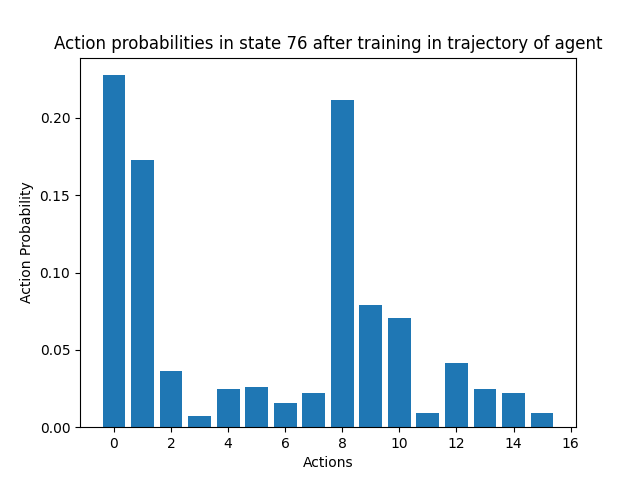 Action probabilities in state 76 after training in trajectory of agent
Action Probability
0.20
0.15
0.10
0.05
0.00
0 2 4 6 8 10 12 14 16
Actions